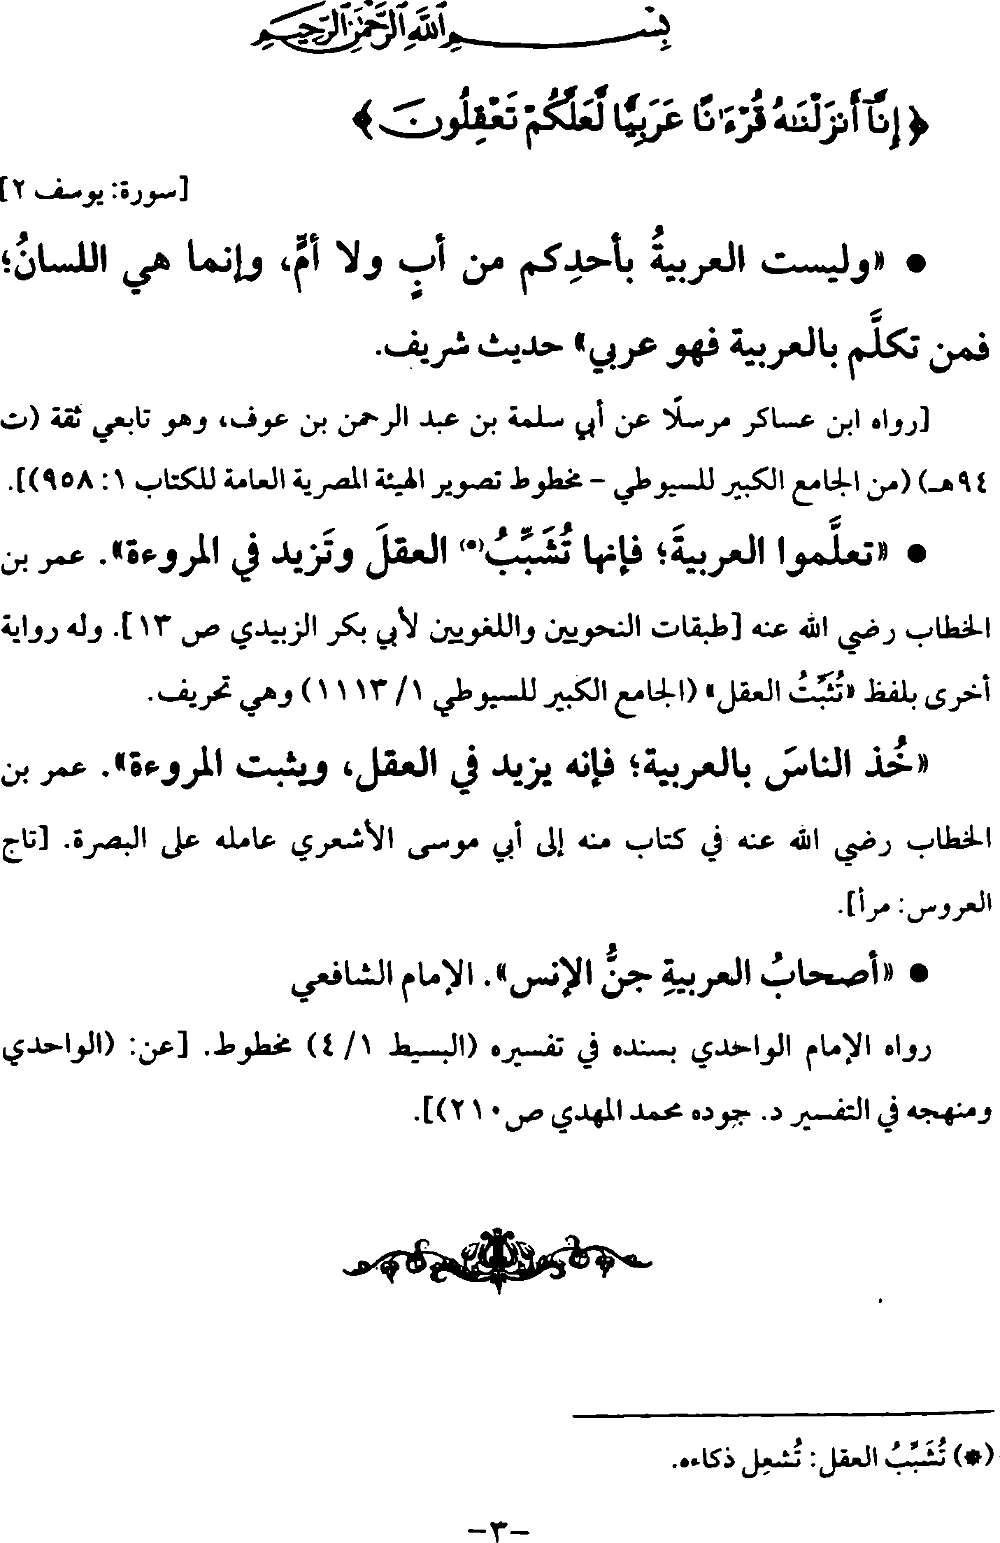 بِسْمِ اللَّهِ الرَّحْمَٰنِ الرَّحِيمِ
﴿إِنَّآ أَنزَلْنَٰهُ قُرْءَٰنًا عَرَبِيًّا لَّعَلَّكُمْ تَعْقِلُونَ﴾
[سورة: يوسف ٢]
● «وليست العربيةُ بأحدِكم من أبٍ ولا أمٍّ، وإنما هي اللسانُ؛
فمن تكلَّم بالعربية فهو عربي» حديث شريف.
[رواه ابن عساكر مرسلًا عن أبي سلمة بن عبد الرحمن بن عوف، وهو تابعي ثقة (ت
٩٤هـ) (من الجامع الكبير للسيوطي - مخطوط تصوير الهيئة المصرية العامة للكتاب ١: ٩٥٨)].
● «تعلَّموا العربيةَ؛ فإنها تُشَبِّبُ(*) العقلَ وتَزيد في المروءة». عمر بن
الخطاب رضي الله عنه [طبقات النحويين واللغويين لأبي بكر الزبيدي ص ١٣]. وله رواية
أخرى بلفظ «تُثَبِّتُ العقل» (الجامع الكبير للسيوطي ١/ ١١١٣) وهي تحريف.
«خُذ الناسَ بالعربية؛ فإنه يزيد في العقل، ويثبت المروءة». عمر بن
الخطاب رضي الله عنه في كتاب منه إلى أبي موسى الأشعري عامله على البصرة. [تاج
العروس: مرأ].
● «أصحابُ العربيةِ جنُّ الإنس». الإمام الشافعي
رواه الإمام الواحدي بسنده في تفسيره (البسيط ١/ ٤) مخطوط. [عن: (الواحدي
ومنهجه في التفسير د. جوده محمد المهدي ص٢١٠)].
(*) تُشَبِّبُ العقل: تُشعِل ذكاءه.
-٣-